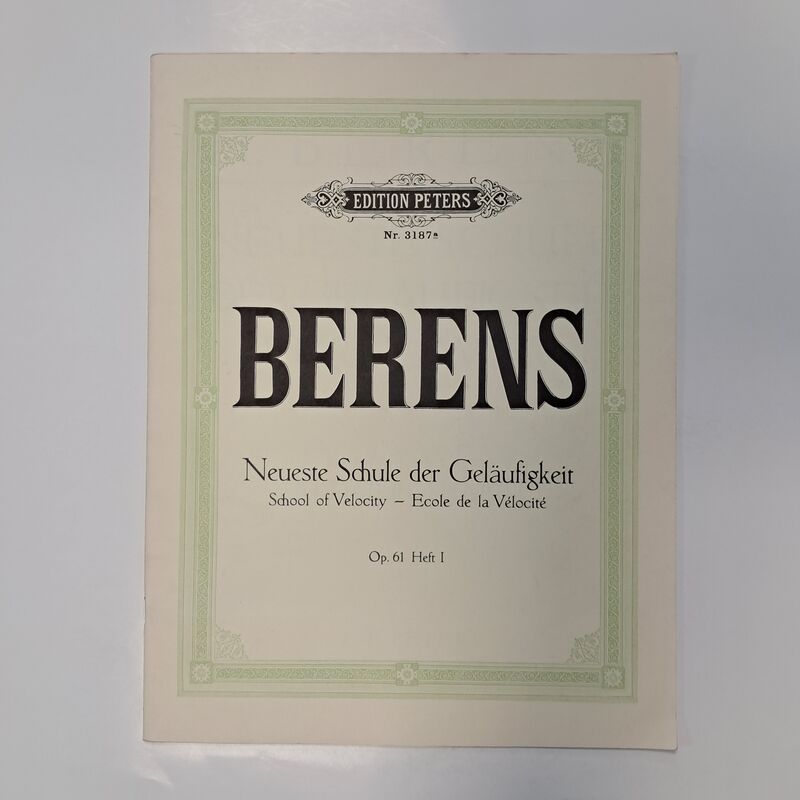 EDITION PETERS
Nr. 3187a
BERENS
Neueste Schule der Geläufigkeit
School of Velocity – Ecole de la Vélocité
Op. 61 Heft I